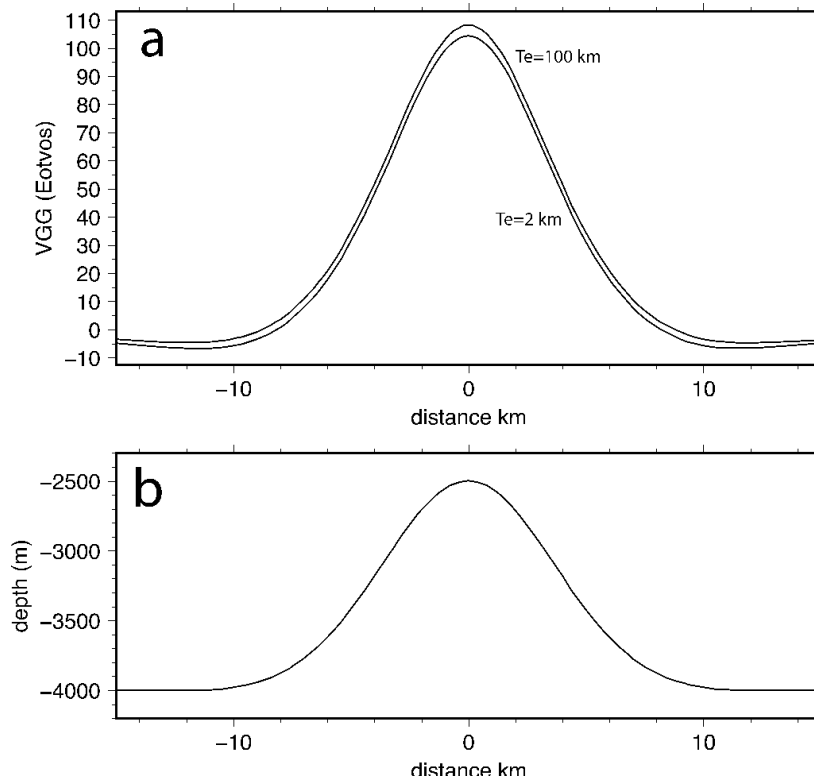 a
110
100
90
80
70
60
50
40
30
20
10
0
−10
VGG (Eotvos)
Te=100 km
Te=2 km
−10 0 10
distance km
b
−2500
−3000
−3500
−4000
depth (m)
−10 0 10
distance km